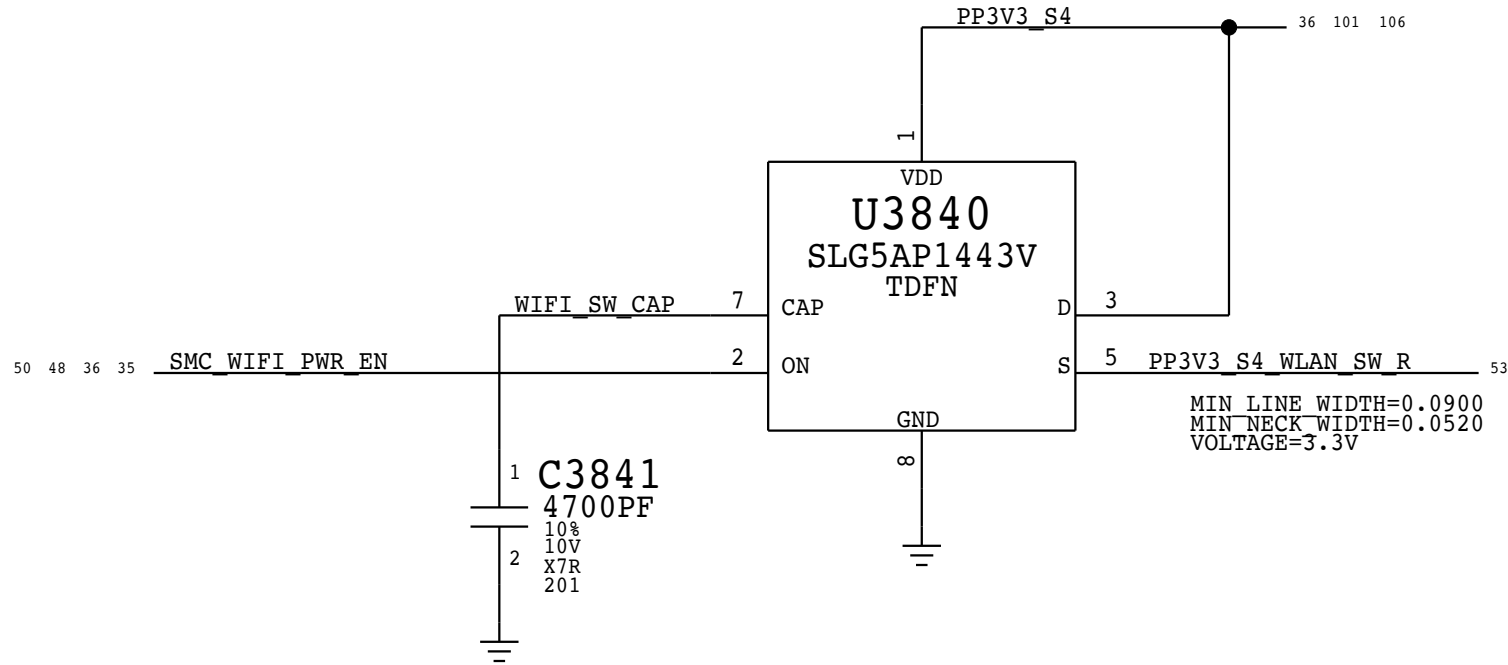 PP3V3_S4
36 101 106
1
VDD
U3840
SLG5AP1443V
TDFN
WIFI_SW_CAP
7
CAP
D
3
50 48 36 35
SMC_WIFI_PWR_EN
2
ON
S
5
PP3V3_S4_WLAN_SW_R
53
MIN_LINE_WIDTH=0.0900
MIN_NECK_WIDTH=0.0520
VOLTAGE=3.3V
GND
8
1
C3841
4700PF
10%
10V
X7R
201
2